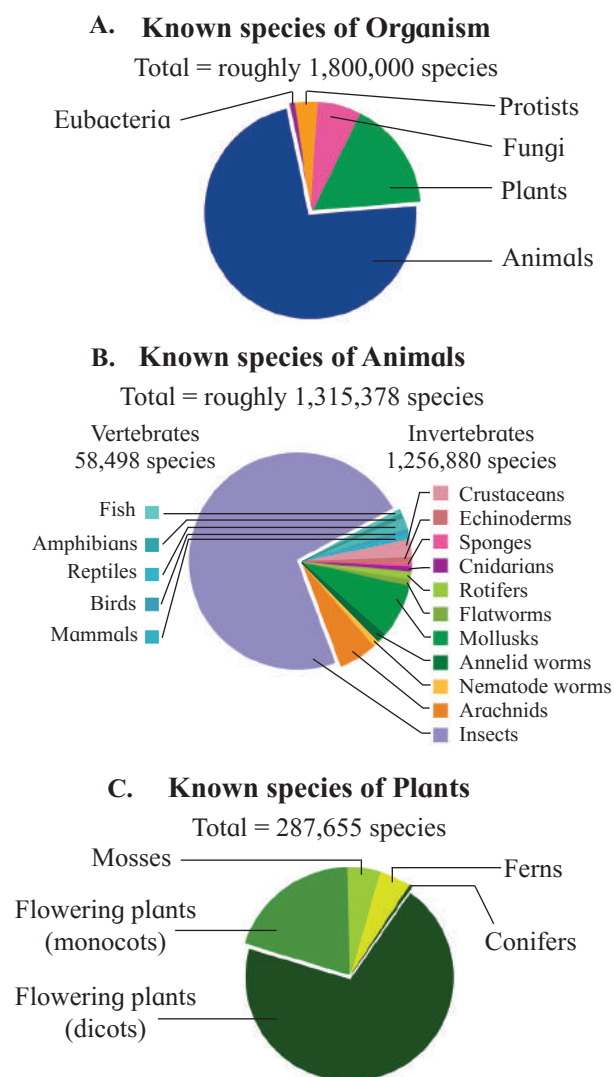 A. Known species of Organism
Total = roughly 1,800,000 species
Eubacteria
Protists
Fungi
Plants
Animals
B. Known species of Animals
Total = roughly 1,315,378 species
Vertebrates
58,498 species
Invertebrates
1,256,880 species
Fish
Amphibians
Reptiles
Birds
Mammals
Crustaceans
Echinoderms
Sponges
Cnidarians
Rotifers
Flatworms
Mollusks
Annelid worms
Nematode worms
Arachnids
Insects
C. Known species of Plants
Total = 287,655 species
Mosses
Ferns
Flowering plants
(monocots)
Conifers
Flowering plants
(dicots)